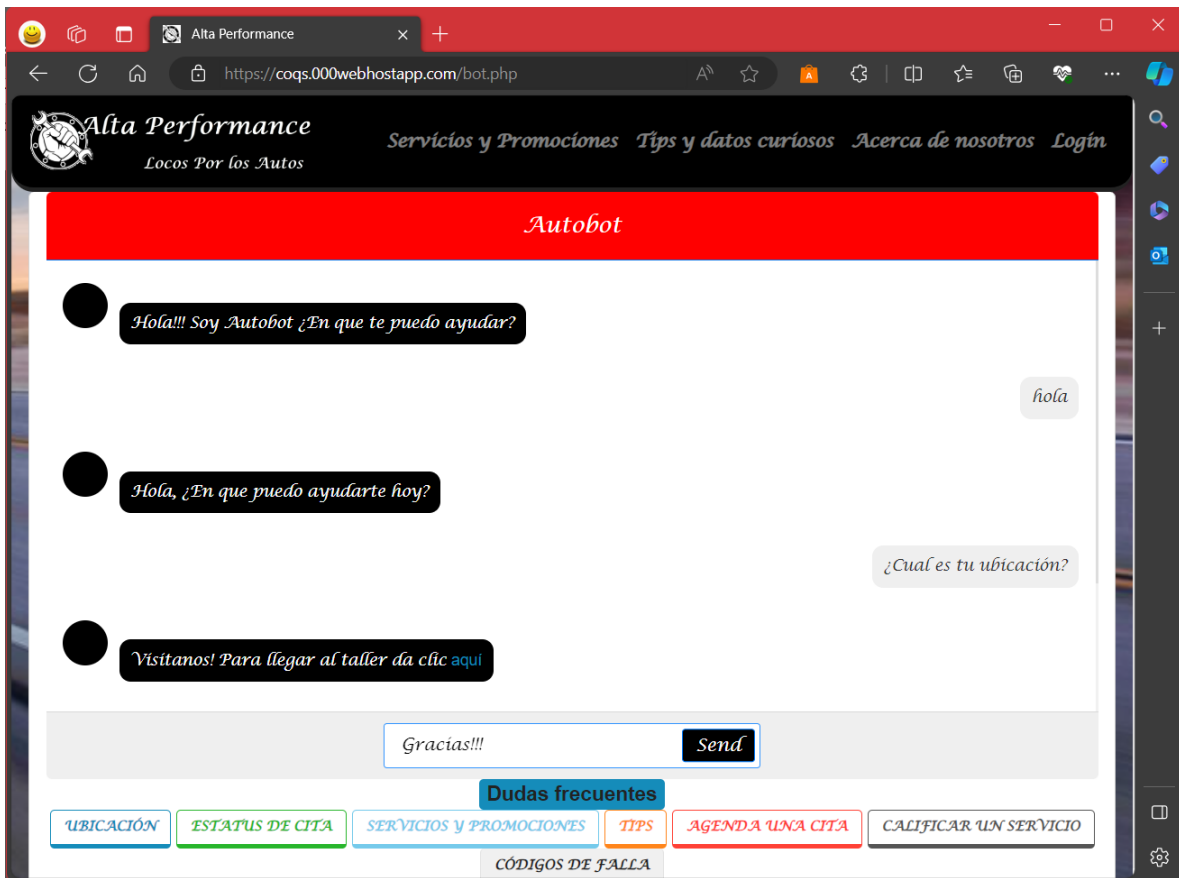 Alta Performance
https://coqs.000webhostapp.com/bot.php
Alta Performance
Locos Por los Autos
Servicios y Promociones Tips y datos curiosos Acerca de nosotros Login
Autobot
Hola!!! Soy Autobot ¿En que te puedo ayudar?
hola
Hola, ¿En que puedo ayudarte hoy?
¿Cual es tu ubicación?
Visitanos! Para llegar al taller da clic aquí
Gracias!!! Send
Dudas frecuentes
UBICACIÓN ESTATUS DE CITA SERVICIOS Y PROMOCIONES TIPS AGENDA UNA CITA CALIFICAR UN SERVICIO
CÓDIGOS DE FALLA